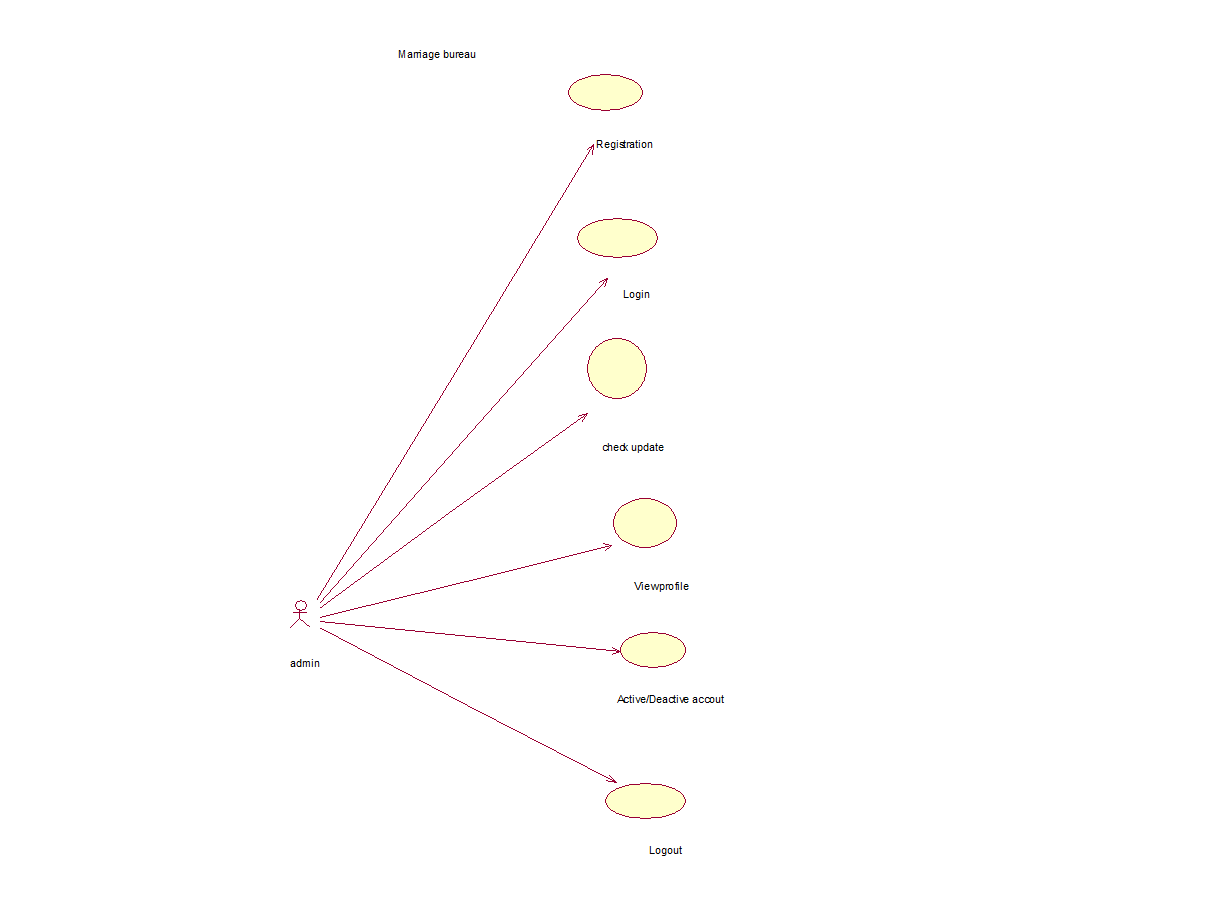 Marriage bureau
Registration
Login
check update
Viewprofile
admin
Active/Deactive accout
Logout